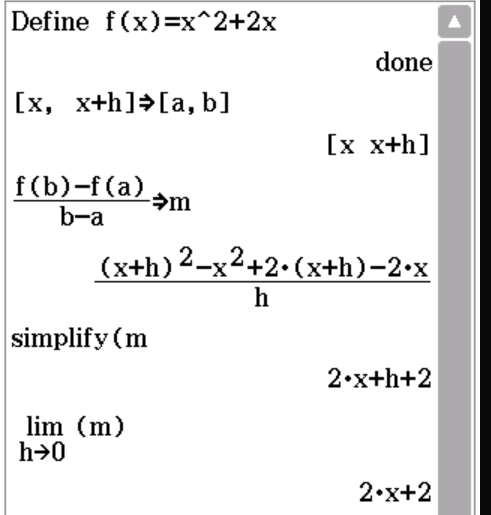 Define f(x)=x^2+2x
done
[x, x+h]⇒[a,b]
[x x+h]
f(b)−f(a)
b−a
⇒m
(x+h)²−x²+2·(x+h)−2·x
h
simplify(m
2·x+h+2
lim (m)
h→0
2·x+2